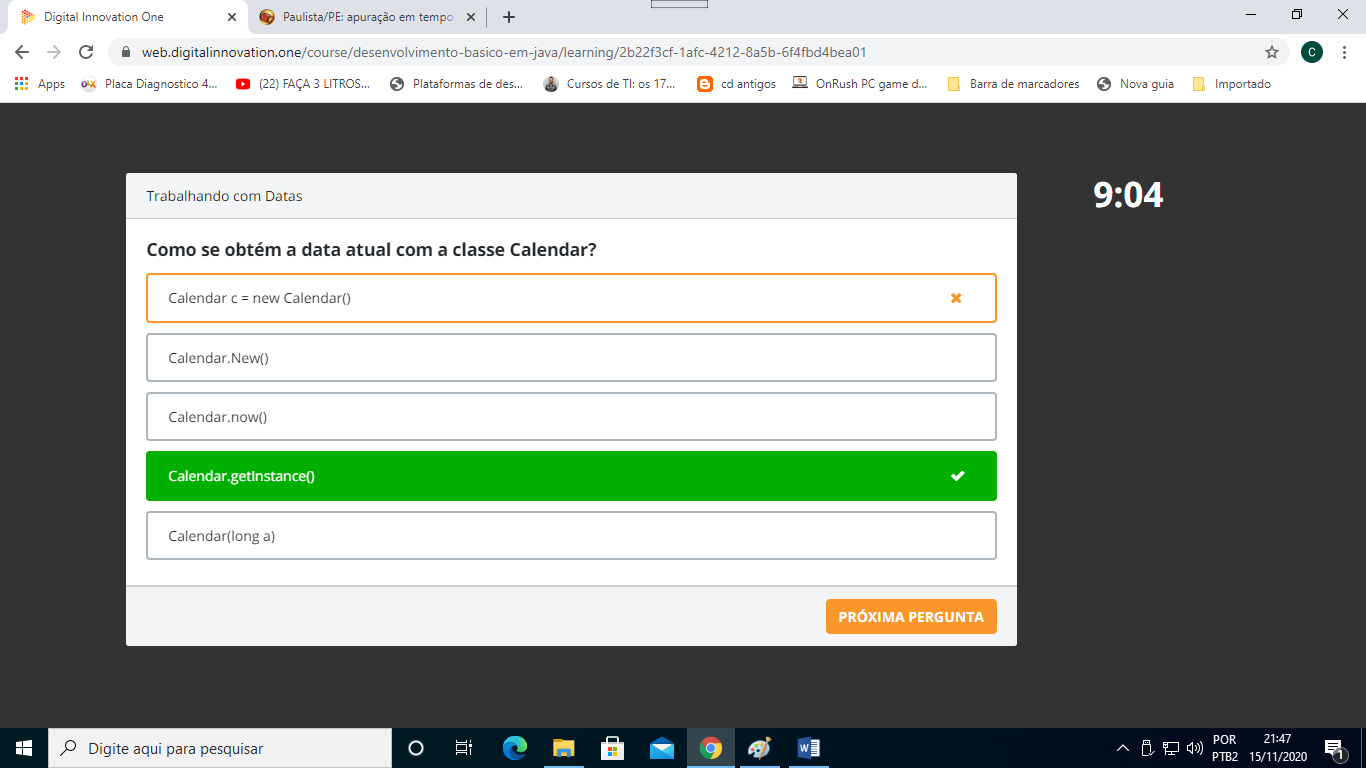 Digital Innovation One
Paulista/PE: apuração em tempo
web.digitalinnovation.one/course/desenvolvimento-basico-em-java/learning/2b22f3cf-1afc-4212-8a5b-6f4fbd4bea01
C
Apps
OLX
Placa Diagnostico 4...
(22) FAÇA 3 LITROS...
Plataformas de des...
Cursos de TI: os 17...
cd antigos
OnRush PC game d...
Barra de marcadores
Nova guia
Importado
Trabalhando com Datas
9:04
Como se obtém a data atual com a classe Calendar?
Calendar c = new Calendar()
Calendar.New()
Calendar.now()
Calendar.getInstance()
Calendar(long a)
PRÓXIMA PERGUNTA
Digite aqui para pesquisar
W
POR
PTB2
21:47
15/11/2020
1